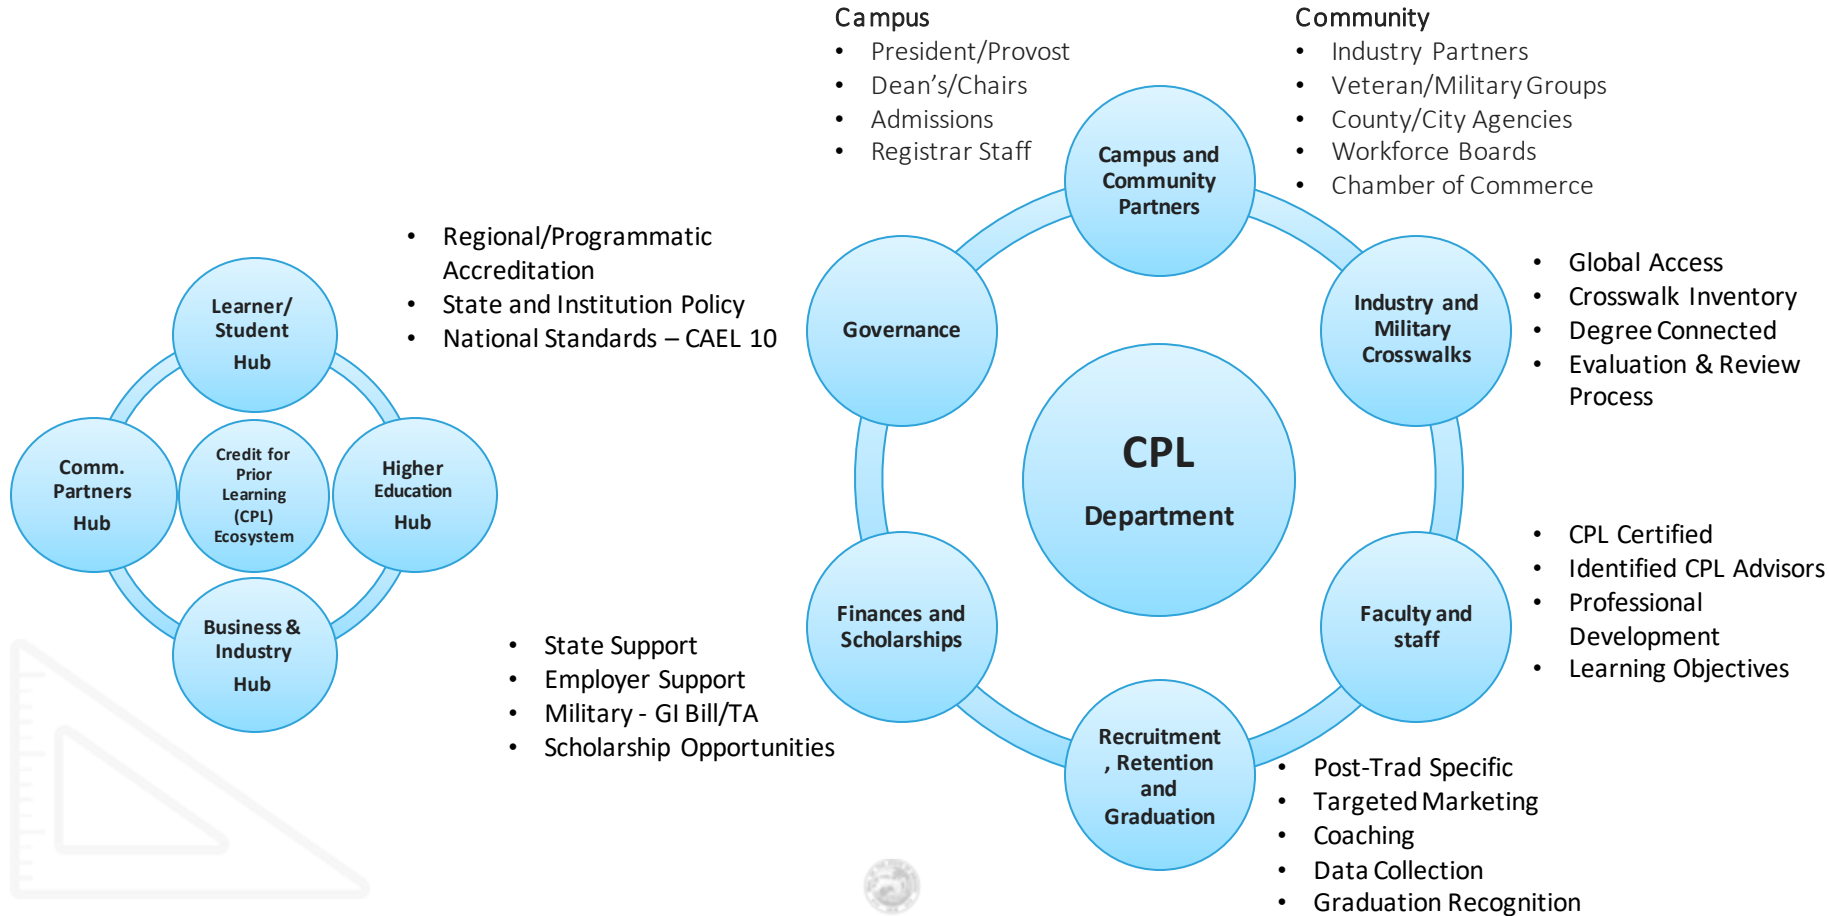 Campus
• President/Provost
• Dean’s/Chairs
• Admissions
• Registrar Staff
Community
• Industry Partners
• Veteran/Military Groups
• County/City Agencies
• Workforce Boards
• Chamber of Commerce
Campus and
Community
Partners
• Regional/Programmatic
Accreditation
• State and Institution Policy
• National Standards – CAEL 10
Governance
Industry and
Military
Crosswalks
• Global Access
• Crosswalk Inventory
• Degree Connected
• Evaluation & Review
Process
Learner/
Student
Hub
Comm.
Partners
Hub
Credit for
Prior
Learning
(CPL)
Ecosystem
Higher
Education
Hub
Business &
Industry
Hub
CPL
Department
• State Support
• Employer Support
• Military - GI Bill/TA
• Scholarship Opportunities
Finances and
Scholarships
Faculty and
staff
• CPL Certified
• Identified CPL Advisors
• Professional
Development
• Learning Objectives
Recruitment
, Retention
and
Graduation
• Post-Trad Specific
• Targeted Marketing
• Coaching
• Data Collection
• Graduation Recognition